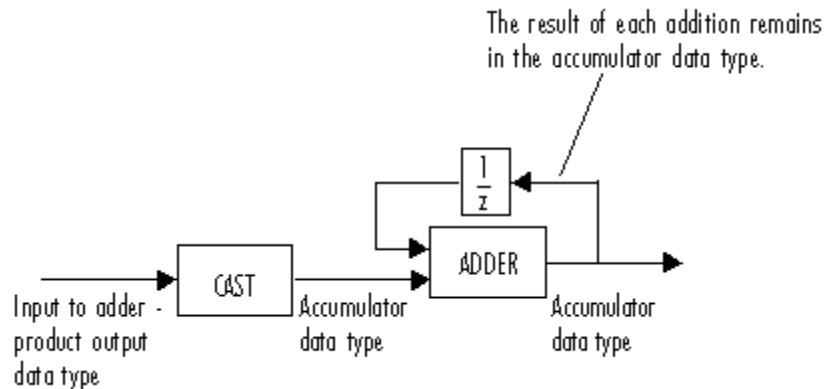 The result of each addition remains
in the accumulator data type.
1
z
CAST
ADDER
Input to adder -
product output
data type
Accumulator
data type
Accumulator
data type